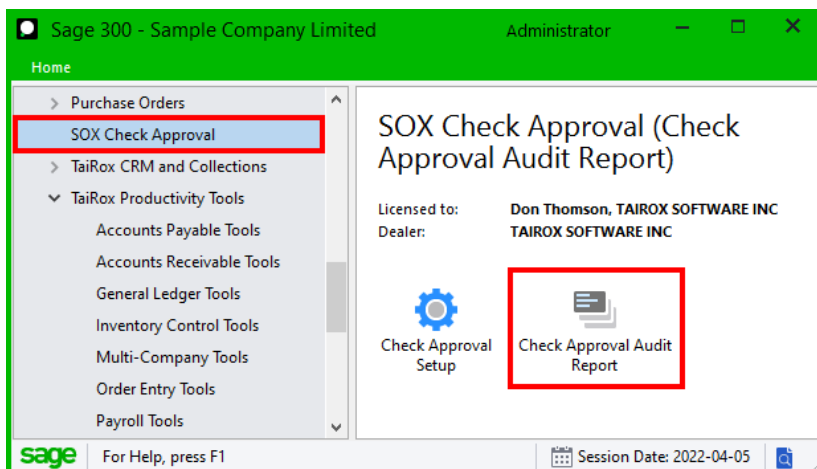 Sage 300 - Sample Company Limited
Administrator
Home
Purchase Orders
SOX Check Approval
TaiRox CRM and Collections
TaiRox Productivity Tools
Accounts Payable Tools
Accounts Receivable Tools
General Ledger Tools
Inventory Control Tools
Multi-Company Tools
Order Entry Tools
Payroll Tools
SOX Check Approval (Check
Approval Audit Report)
Licensed to: Don Thomson, TAIROX SOFTWARE INC
Dealer: TAIROX SOFTWARE INC
Check Approval
Setup
Check Approval Audit
Report
sage
For Help, press F1
Session Date: 2022-04-05